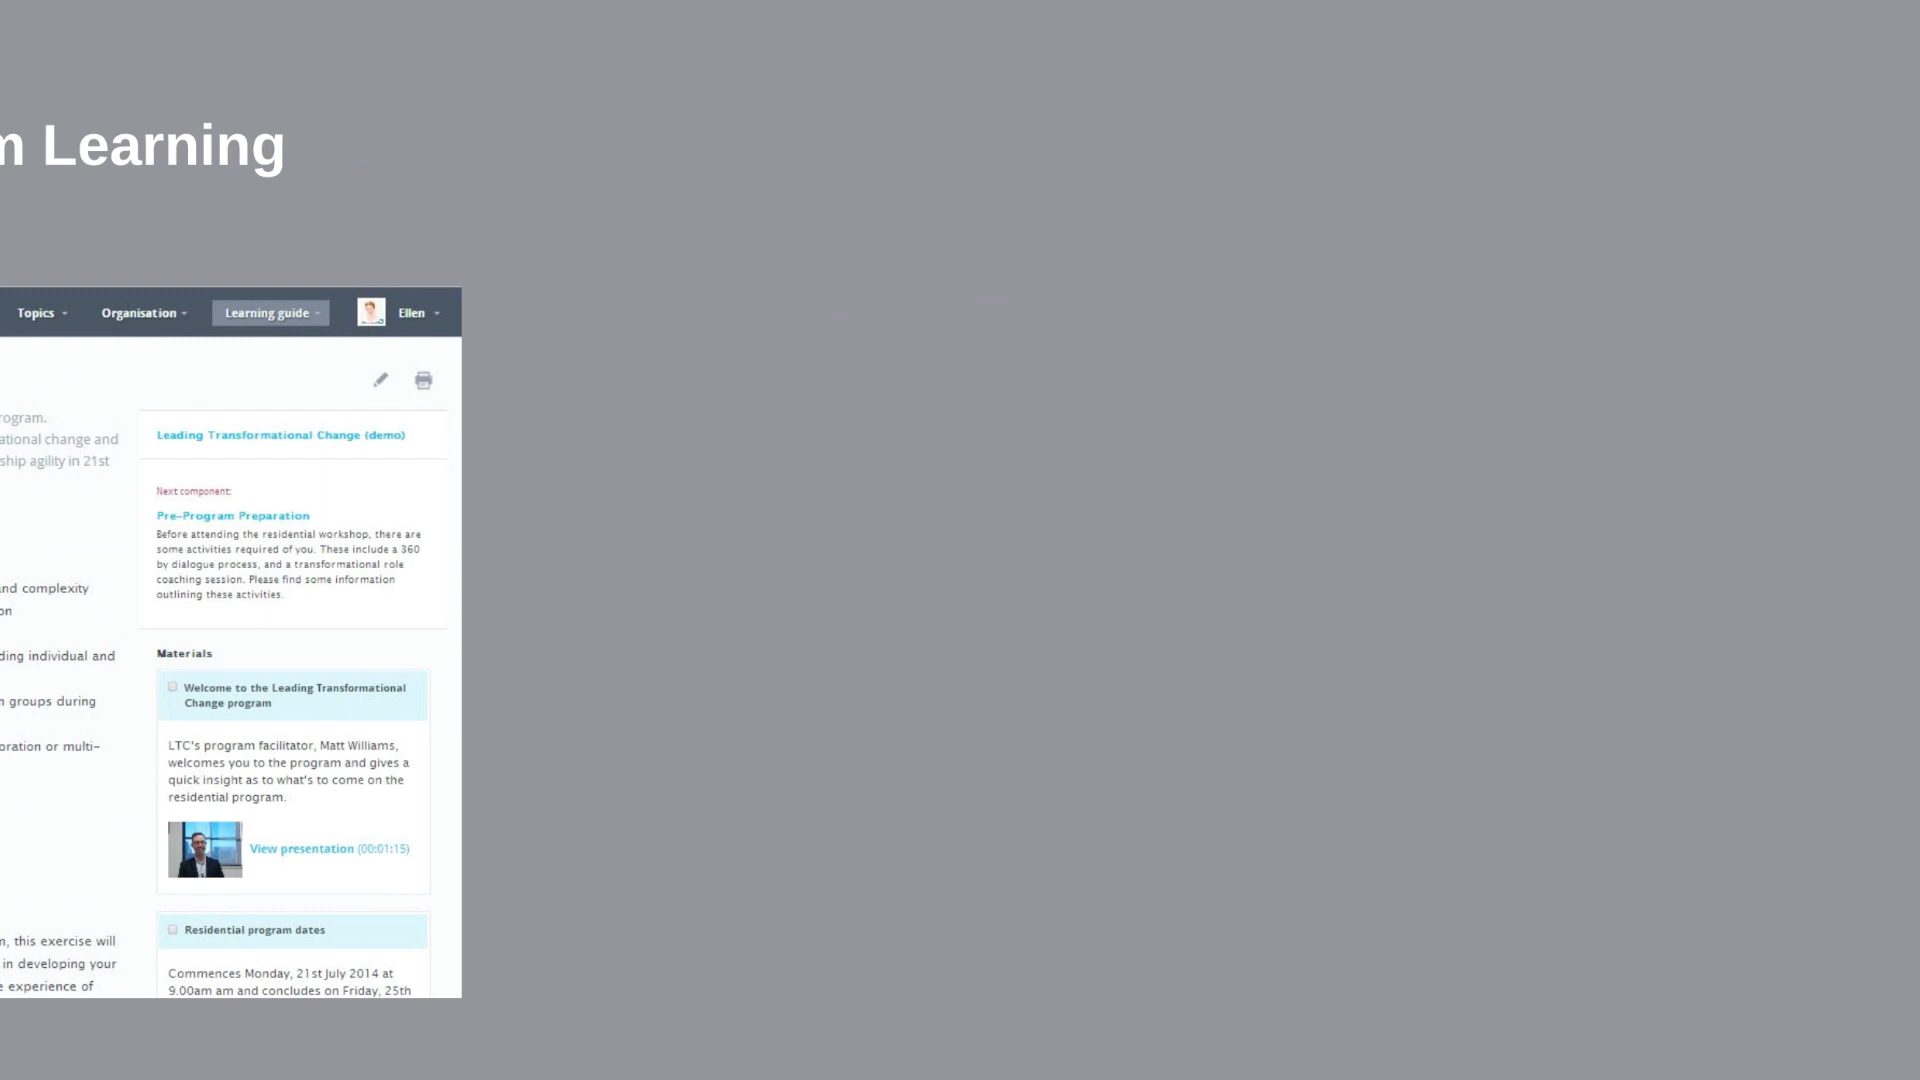 m Learning
Topics
Organisation
Learning guide
Ellen
rogram.
ational change and
ship agility in 21st
nd complexity
on
ding individual and
n groups during
oration or multi-
n, this exercise will
in developing your
e experience of
Leading Transformational Change (demo)
Next component:
Pre-Program Preparation
Before attending the residential workshop, there are
some activities required of you. These include a 360
by dialogue process, and a transformational role
coaching session. Please find some information
outlining these activities.
Materials
Welcome to the Leading Transformational
Change program
LTC's program facilitator, Matt Williams,
welcomes you to the program and gives a
quick insight as to what's to come on the
residential program.
View presentation (00:01:15)
Residential program dates
Commences Monday, 21st July 2014 at
9.00am am and concludes on Friday, 25th